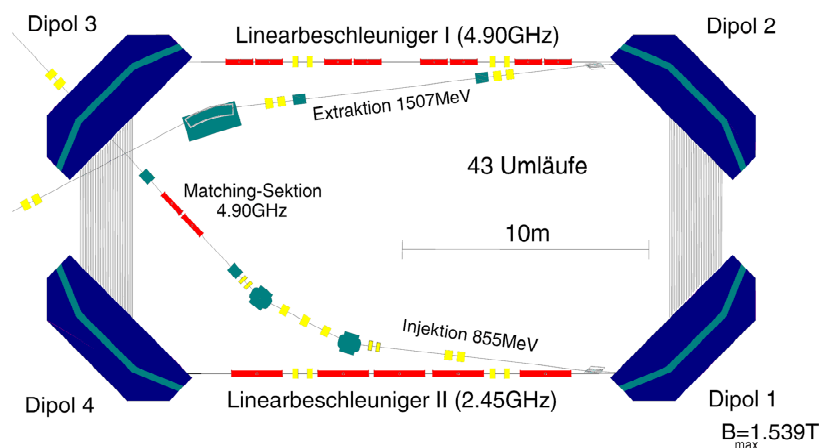 Dipol 3
Linearbeschleuniger I (4.90GHz)
Dipol 2
Extraktion 1507MeV
43 Umläufe
Matching-Sektion
4.90GHz
10m
Injektion 855MeV
Dipol 4
Linearbeschleuniger II (2.45GHz)
Dipol 1
B=1.539T
max